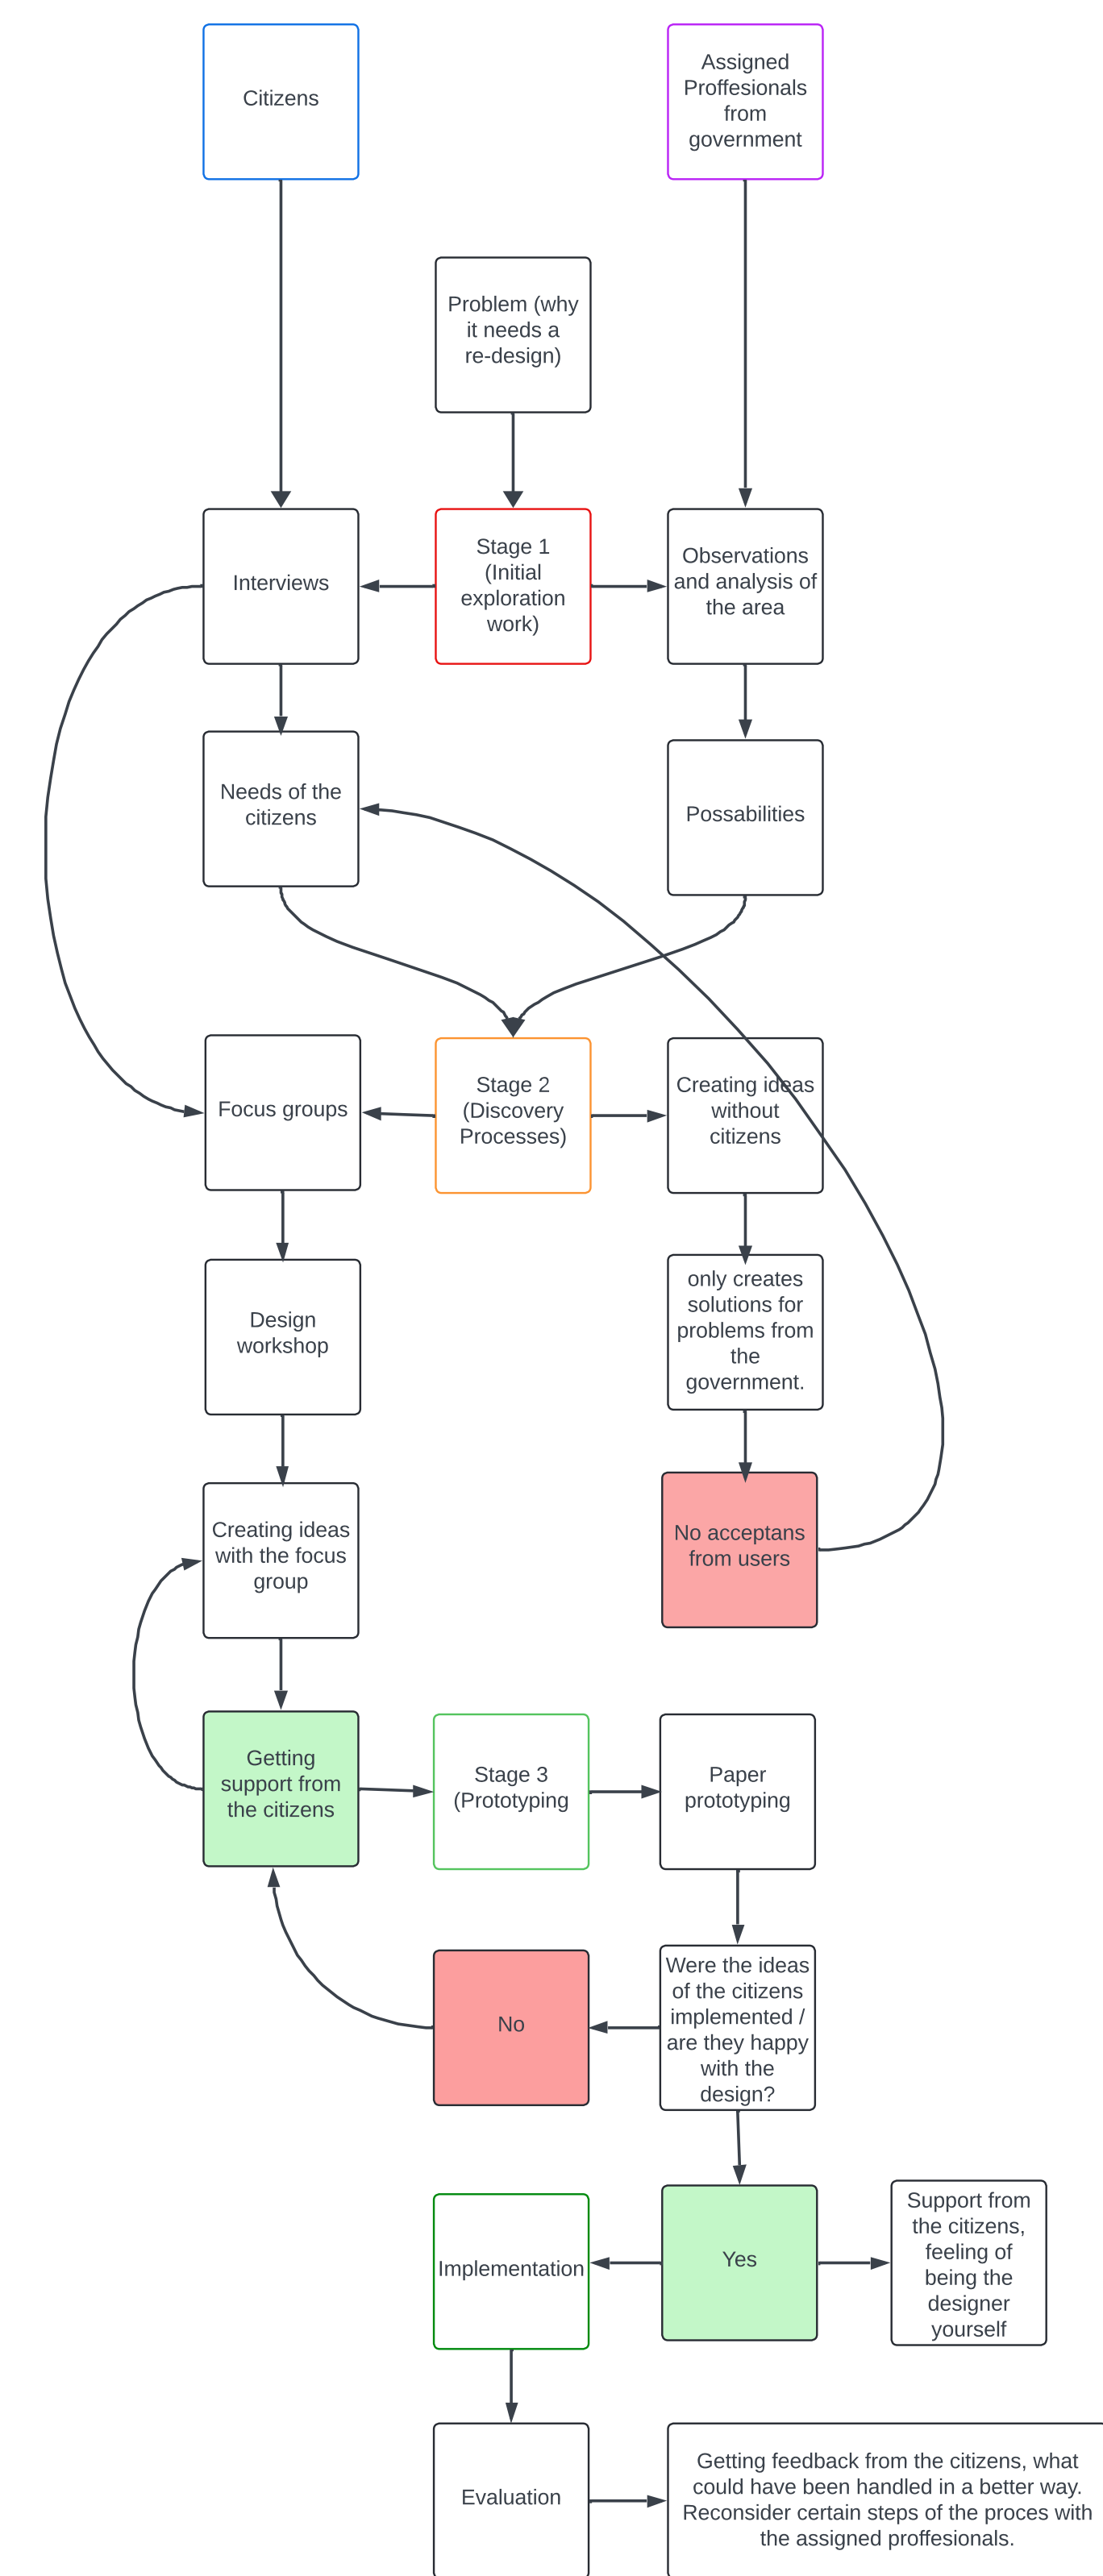 Citizens
Assigned
Proffesionals
from
government
Problem (why
it needs a
re-design)
Interviews
Stage 1
(Initial
exploration
work)
Observations
and analysis of
the area
Needs of the
citizens
Possabilities
Focus groups
Stage 2
(Discovery
Processes)
Creating ideas
without
citizens
Design
workshop
only creates
solutions for
problems from
the
government.
Creating ideas
with the focus
group
No acceptans
from users
Getting
support from
the citizens
Stage 3
(Prototyping
Paper
prototyping
No
Were the ideas
of the citizens
implemented /
are they happy
with the
design?
Implementation
Yes
Support from
the citizens,
feeling of
being the
designer
yourself
Evaluation
Getting feedback from the citizens, what
could have been handled in a better way.
Reconsider certain steps of the proces with
the assigned proffesionals.